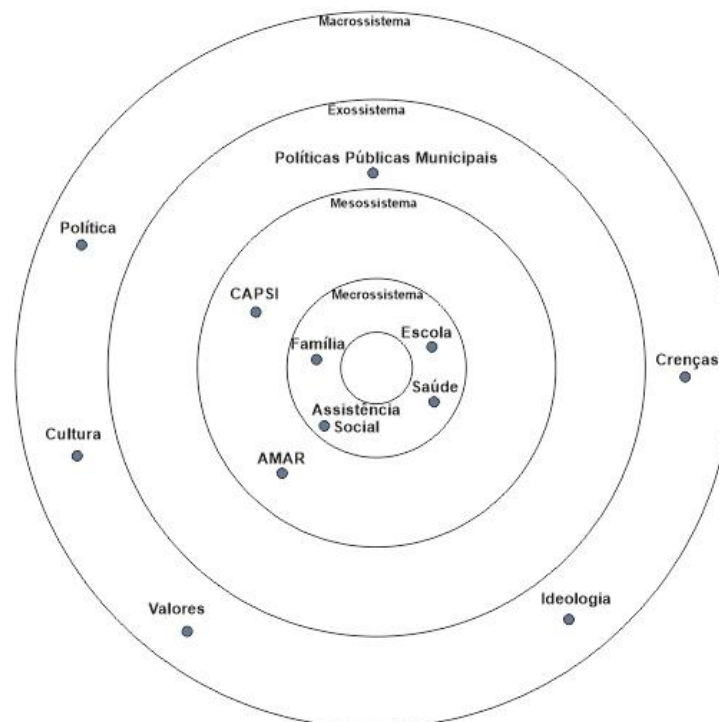 Macrossistema
Exossistema
Políticas Públicas Municipais
Mesossistema
Política
CAPSI
Mecrossistema
Escola
Família
Crenças
Saúde
Assistência
Social
Cultura
AMAR
Valores
Ideologia